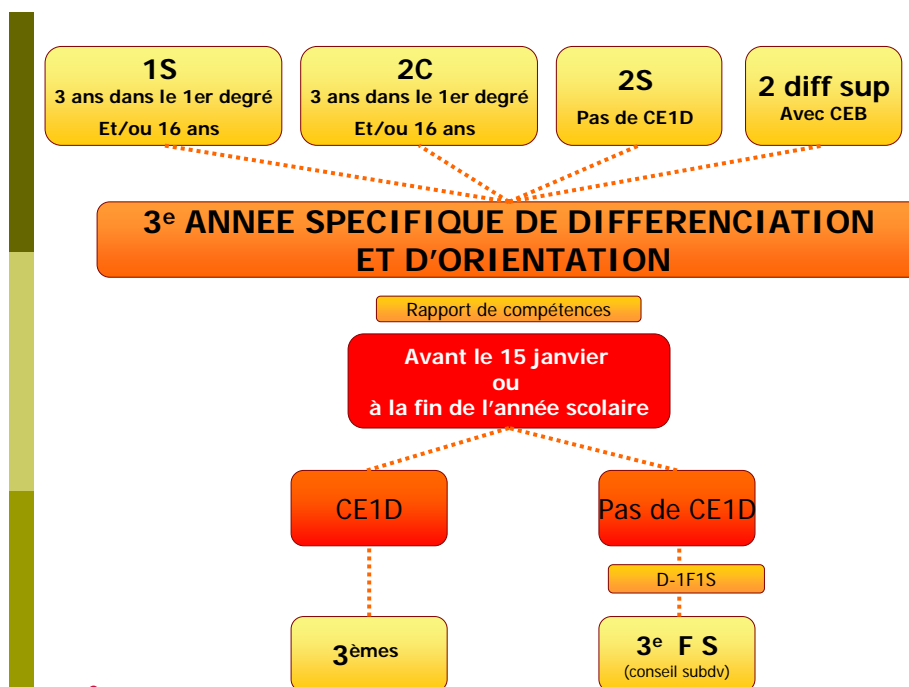 1S
3 ans dans le 1er degré
Et/ou 16 ans
2C
3 ans dans le 1er degré
Et/ou 16 ans
2S
Pas de CE1D
2 diff sup
Avec CEB
3e ANNEE SPECIFIQUE DE DIFFERENCIATION
ET D'ORIENTATION
Rapport de compétences
Avant le 15 janvier
ou
à la fin de l'année scolaire
CE1D
Pas de CE1D
D-1F1S
3èmes
3e F S
(conseil subdv)